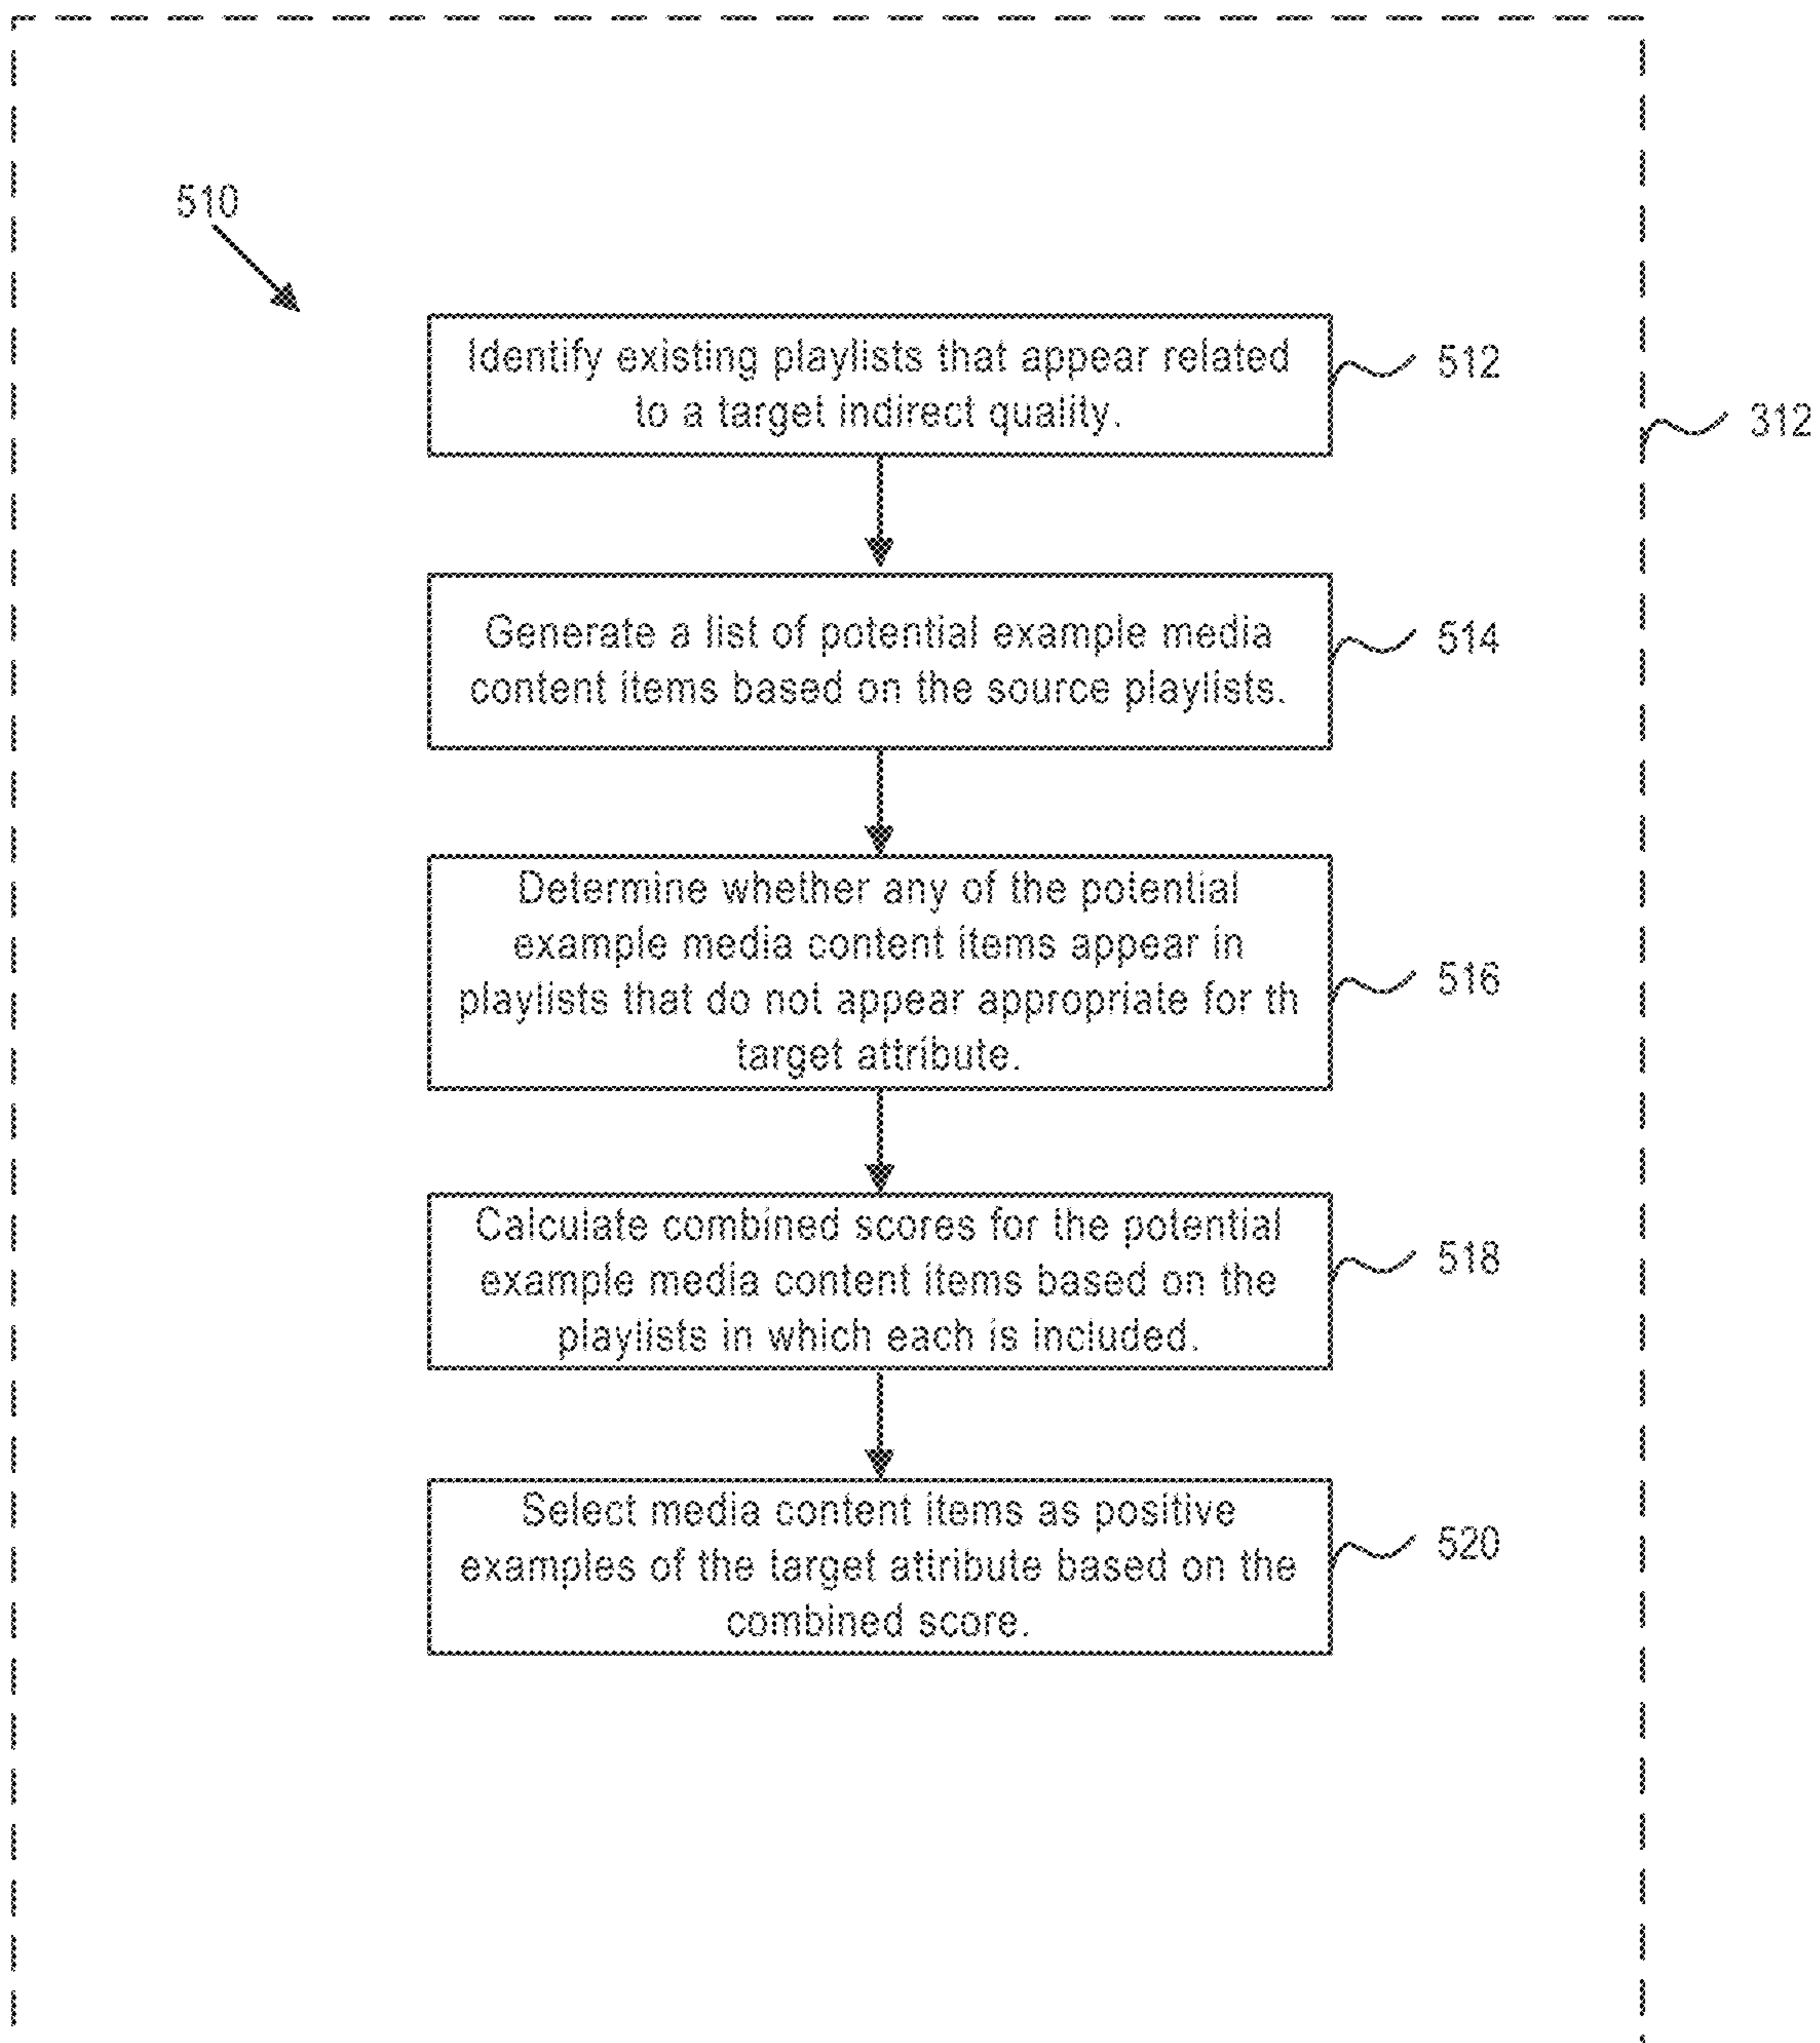 510
Identify existing playlists that appear related
to a target indirect quality.
512
312
Generate a list of potential example media
content items based on the source playlists.
514
Determine whether any of the potential
example media content items appear in
playlists that do not appear appropriate for th
target attribute.
516
Calculate combined scores for the potential
example media content items based on the
playlists in which each is included.
518
Select media content items as positive
examples of the target attribute based on the
combined score.
520